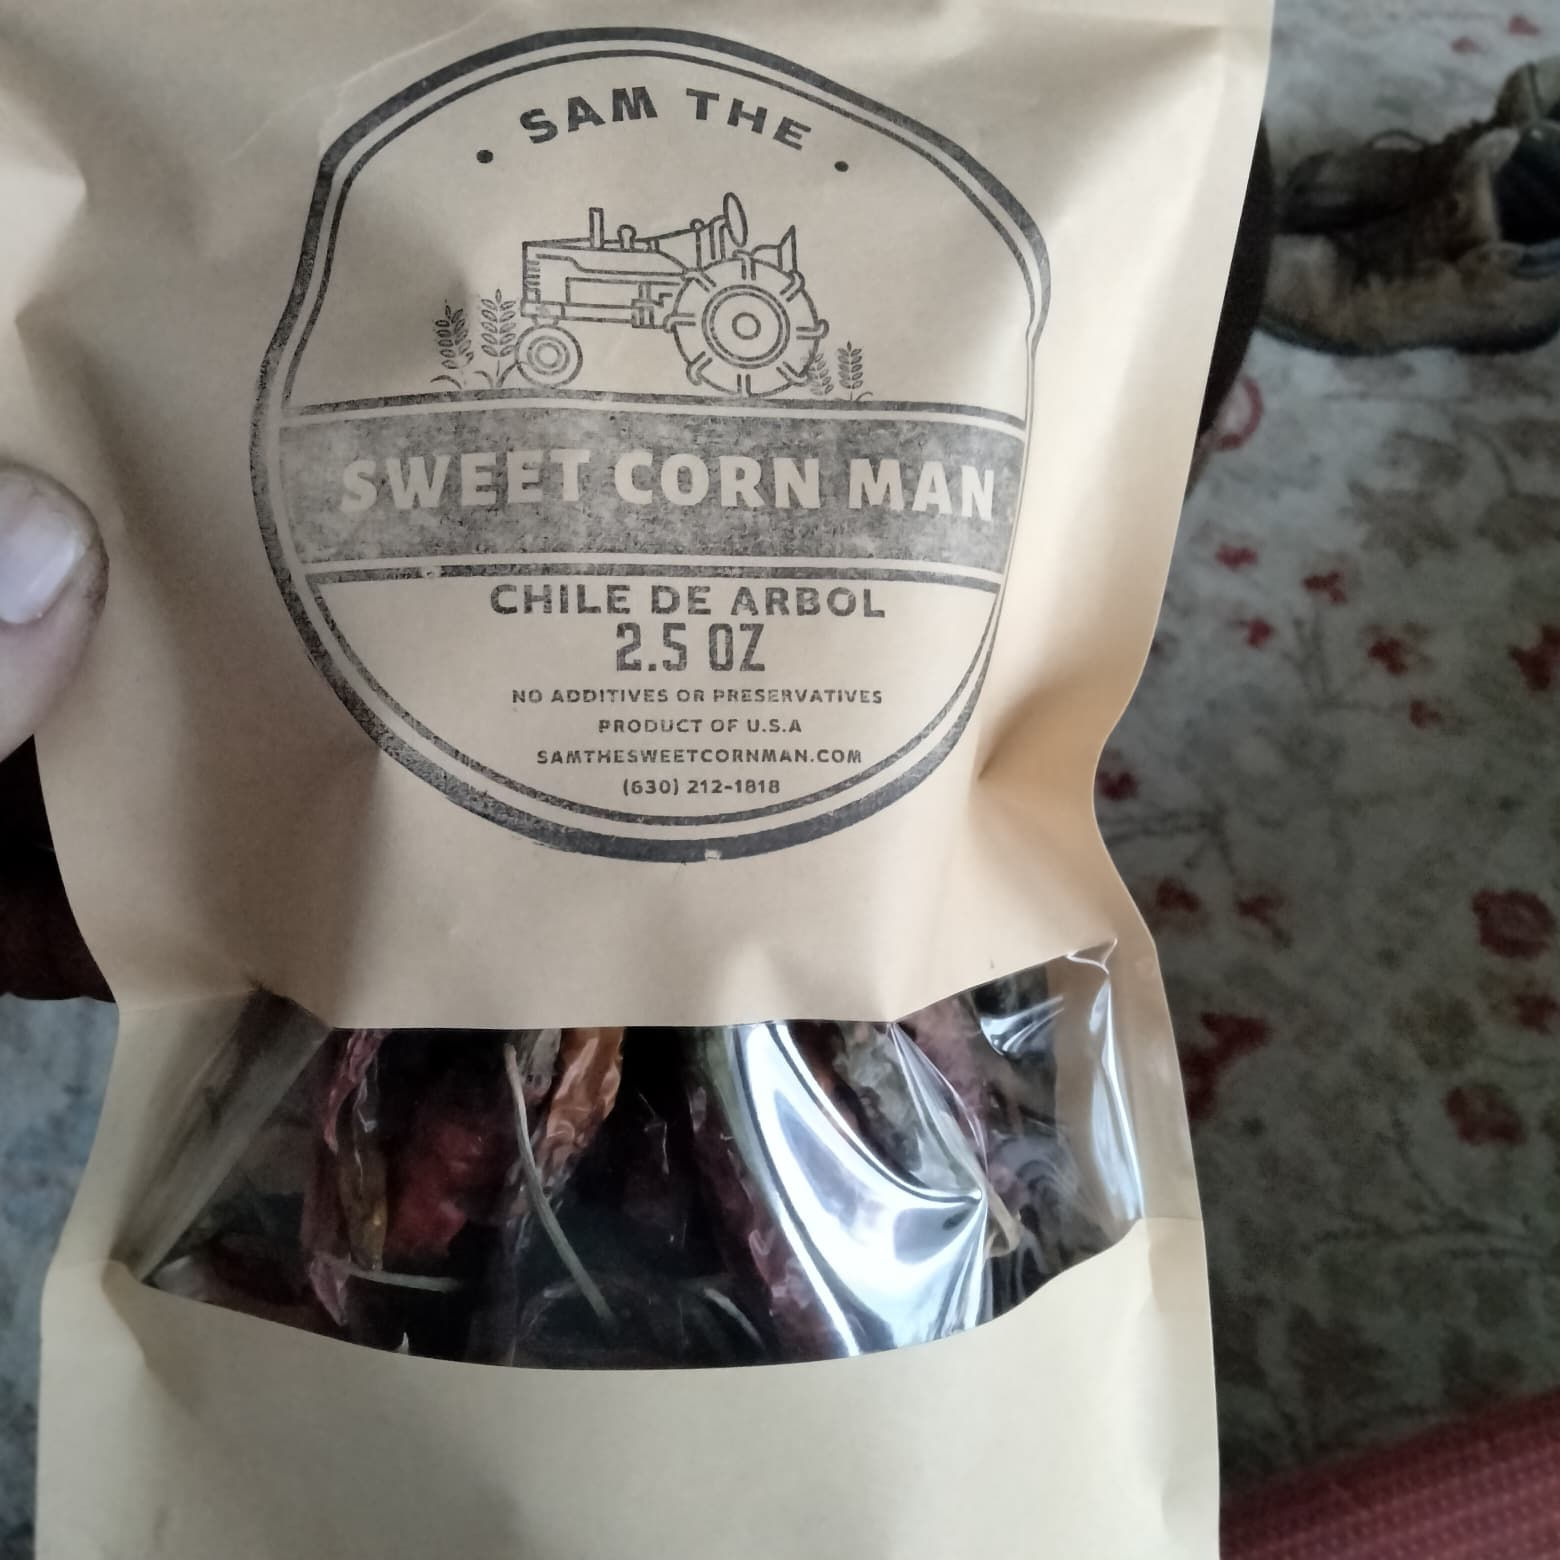 • SAM THE •
SWEET CORN MAN
CHILE DE ARBOL
2.5 OZ
NO ADDITIVES OR PRESERVATIVES
PRODUCT OF U.S.A
SAMTHESWEETCORNMAN.COM
(630) 212-1818